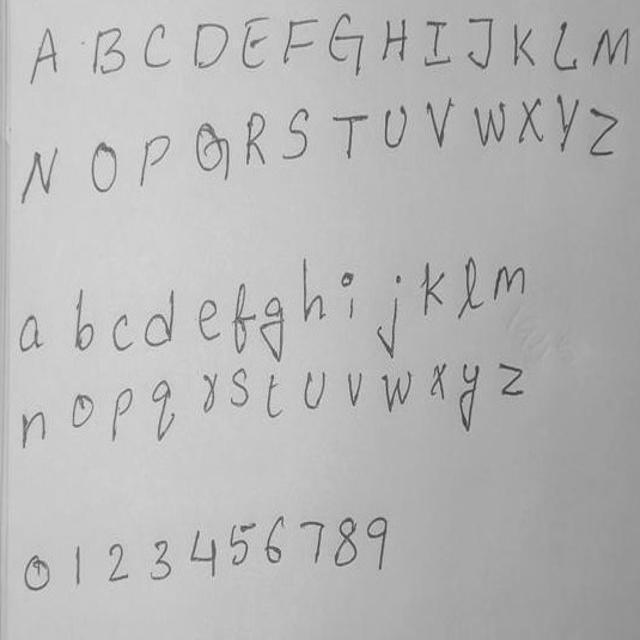 A B C D E F G H I J K L M
N O P Q R S T U V W X Y Z
a b c d e f g h i j k l m
n o p q r s t u v w x y z
0 1 2 3 4 5 6 7 8 9